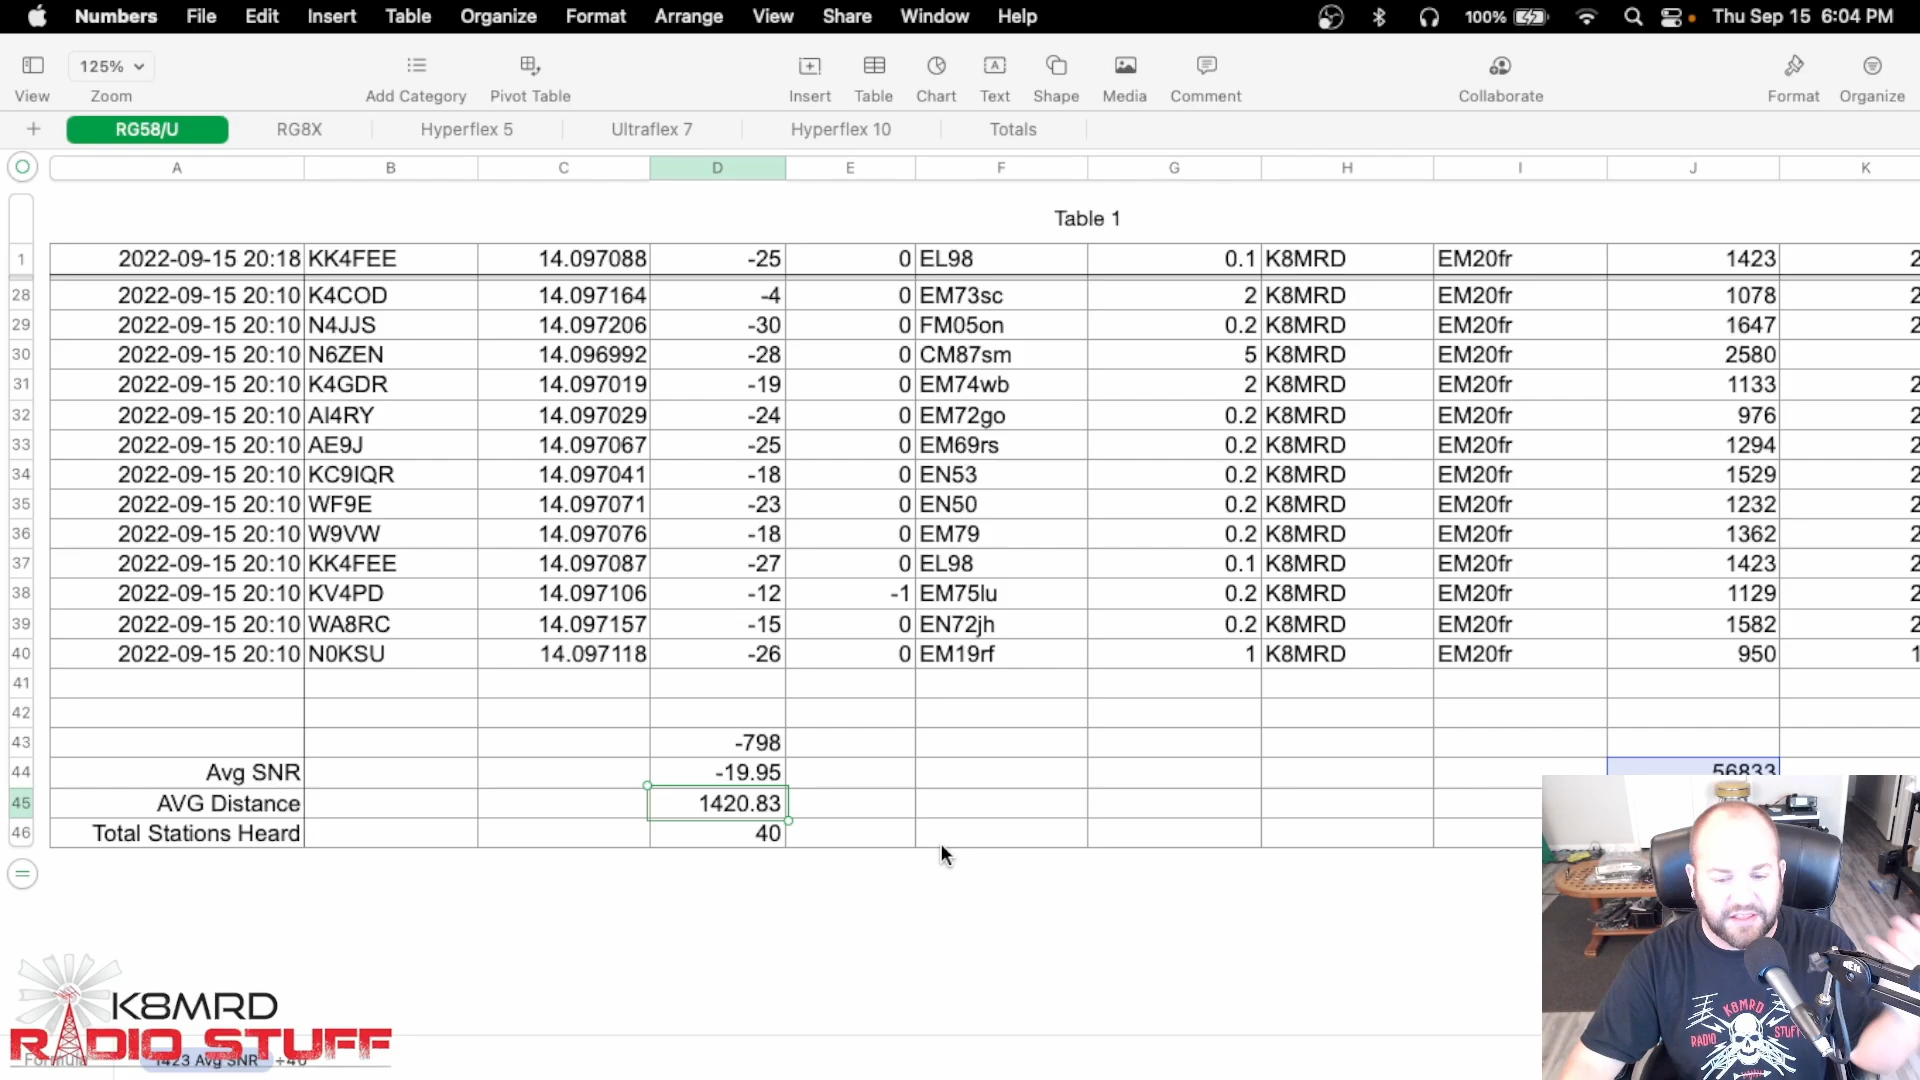 Numbers File Edit Insert Table Organize Format Arrange View Share Window Help 100% Thu Sep 15 6:04 PM
125%
View Zoom Add Category Pivot Table Insert Table Chart Text Shape Media Comment Collaborate Format Organize
RG58/U RG8X Hyperflex 5 Ultraflex 7 Hyperflex 10 Totals
A B C D E F G H I J K
Table 1
1 2022-09-15 20:18 KK4FEE 14.097088 -25 0 EL98 0.1 K8MRD EM20fr 1423 2
28 2022-09-15 20:10 K4COD 14.097164 -4 0 EM73sc 2 K8MRD EM20fr 1078 2
29 2022-09-15 20:10 N4JJS 14.097206 -30 0 FM05on 0.2 K8MRD EM20fr 1647 2
30 2022-09-15 20:10 N6ZEN 14.096992 -28 0 CM87sm 5 K8MRD EM20fr 2580
31 2022-09-15 20:10 K4GDR 14.097019 -19 0 EM74wb 2 K8MRD EM20fr 1133 2
32 2022-09-15 20:10 AI4RY 14.097029 -24 0 EM72go 0.2 K8MRD EM20fr 976 2
33 2022-09-15 20:10 AE9J 14.097067 -25 0 EM69rs 0.2 K8MRD EM20fr 1294 2
34 2022-09-15 20:10 KC9IQR 14.097041 -18 0 EN53 0.2 K8MRD EM20fr 1529 2
35 2022-09-15 20:10 WF9E 14.097071 -23 0 EN50 0.2 K8MRD EM20fr 1232 2
36 2022-09-15 20:10 W9VW 14.097076 -18 0 EM79 0.2 K8MRD EM20fr 1362 2
37 2022-09-15 20:10 KK4FEE 14.097087 -27 0 EL98 0.1 K8MRD EM20fr 1423 2
38 2022-09-15 20:10 KV4PD 14.097106 -12 -1 EM75lu 0.2 K8MRD EM20fr 1129 2
39 2022-09-15 20:10 WA8RC 14.097157 -15 0 EN72jh 0.2 K8MRD EM20fr 1582 2
40 2022-09-15 20:10 N0KSU 14.097118 -26 0 EM19rf 1 K8MRD EM20fr 950 1
41
42
43 -798
44 Avg SNR -19.95 56833
45 AVG Distance 1420.83
46 Total Stations Heard 40
K8MRD
RADIO STUFF
Formula 1423 Avg SNR ÷40
K8MRD
RADIO STUFF